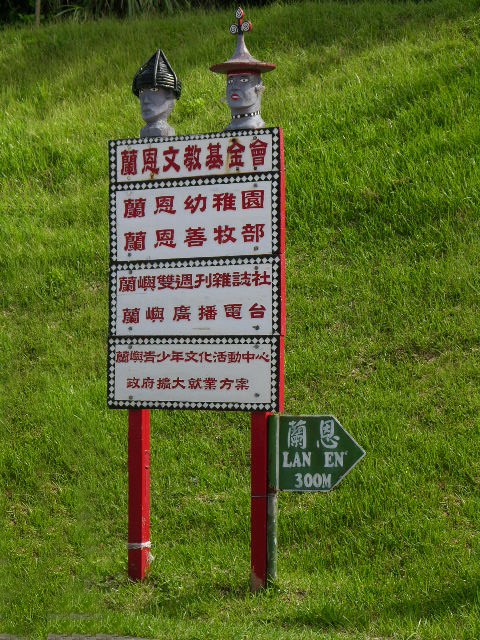 蘭恩文教基金會
蘭恩幼稚園
蘭恩善牧部
蘭嶼雙週刊雜誌社
蘭嶼廣播電台
蘭嶼青少年文化活動中心
政府擴大就業方案
蘭恩
LAN EN
300M